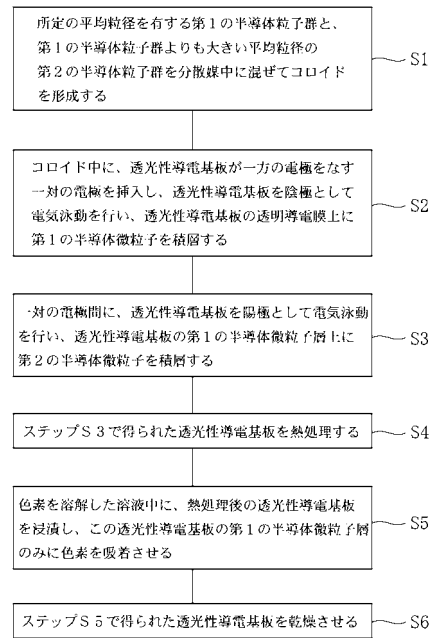 所定の平均粒径を有する第1の半導体粒子群と、
第1の半導体粒子群よりも大きい平均粒径の
第2の半導体粒子群を分散媒中に混ぜてコロイド
を形成する
S1
コロイド中に、透光性導電基板が一方の電極をなす
一対の電極を挿入し、透光性導電基板を陰極として
電気泳動を行い、透光性導電基板の透明導電膜上に
第1の半導体微粒子を積層する
S2
一対の電極間に、透光性導電基板を陽極として電気泳動
を行い、透光性導電基板の第1の半導体微粒子層上に
第2の半導体微粒子を積層する
S3
ステップS3で得られた透光性導電基板を熱処理する
S4
色素を溶解した溶液中に、熱処理後の透光性導電基板
を浸漬し、この透光性導電基板の第1の半導体微粒子層
のみに色素を吸着させる
S5
ステップS5で得られた透光性導電基板を乾燥させる
S6